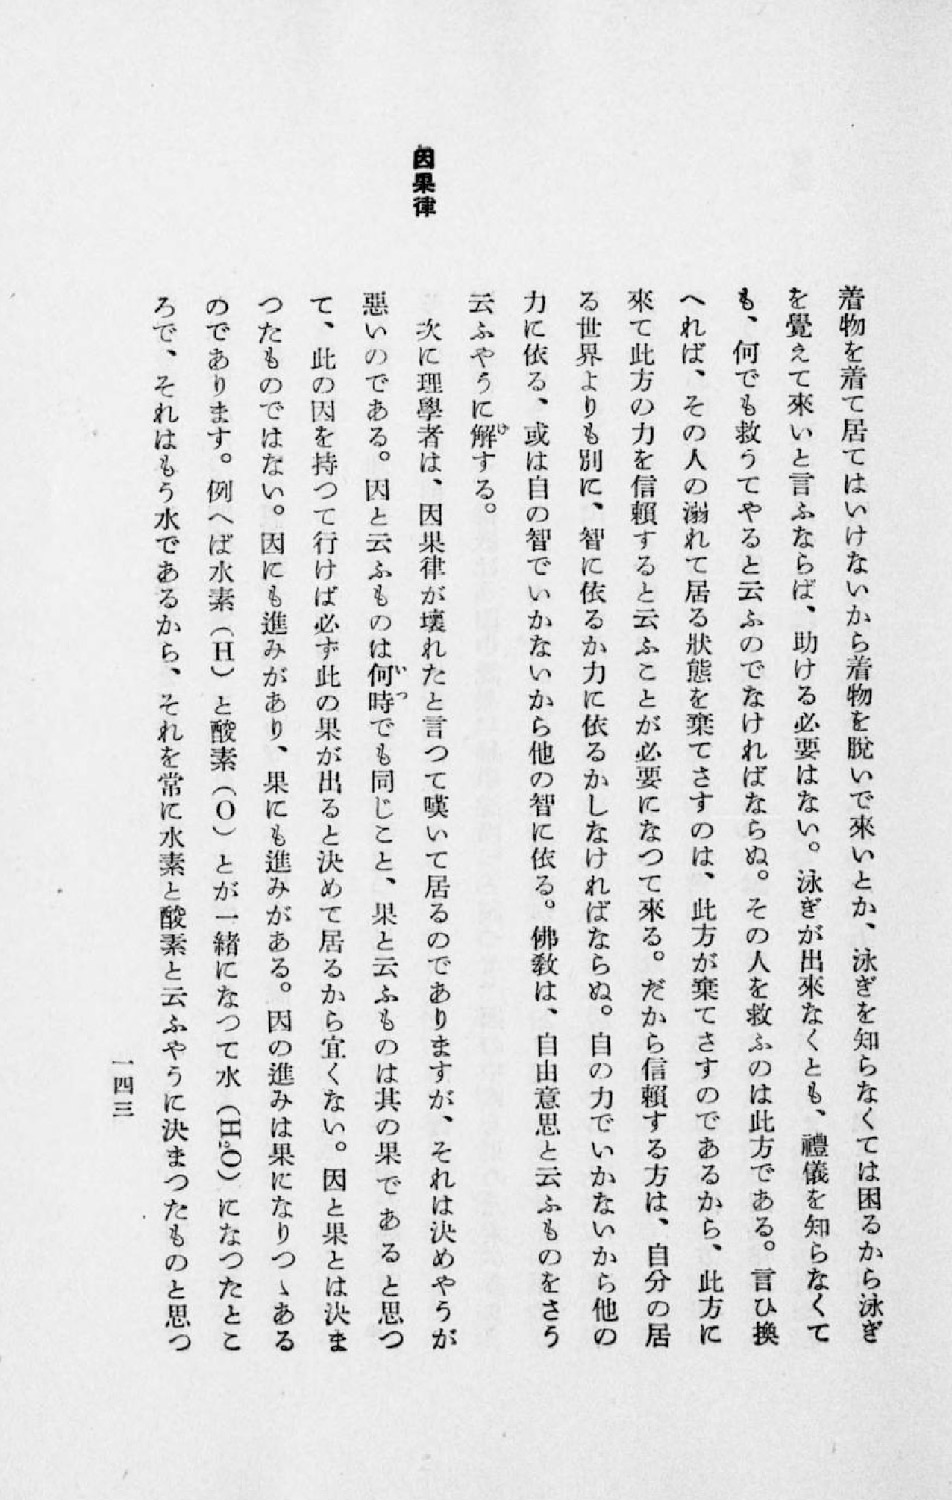 因果律
着物を着て居てはいけないから着物を脫いで來いとか、泳ぎを知らなくては困るから泳ぎ
を覺えて來いと言ふならば、助ける必要はない。泳ぎが出來なくとも、禮儀を知らなくて
も、何でも救うてやると云ふのでなければならぬ。その人を救ふのは此方である。言ひ換
へれば、その人の溺れて居る狀態を棄てさすのは、此方が棄てさすのであるから、此方に
來て此方の力を信賴すると云ふことが必要になつて來る。だから信賴する方は、自分の居
る世界よりも別に、智に依るか力に依るかしなければならぬ。自の力でいかないから他の
力に依る、或は自の智でいかないから他の智に依る。佛敎は、自由意思と云ふものをさう
云ふやうに解けする。
次に理學者は、因果律が壞れたと言つて嘆いて居るのでありますが、それは決めやうが
惡いのである。因と云ふものは何時いつでも同じこと、果と云ふものは其の果であると思つ
て、此の因を持つて行けば必ず此の果が出ると決めて居るから宜くない。因と果とは決ま
つたものではない。因にも進みがあり、果にも進みがある。因の進みは果になりつゝある
のであります。例へば水素（H）と酸素（O）とが一緖になつて水（H₂O）になつたとこ
ろで、それはもう水であるから、それを常に水素と酸素と云ふやうに決まつたものと思つ
一四三